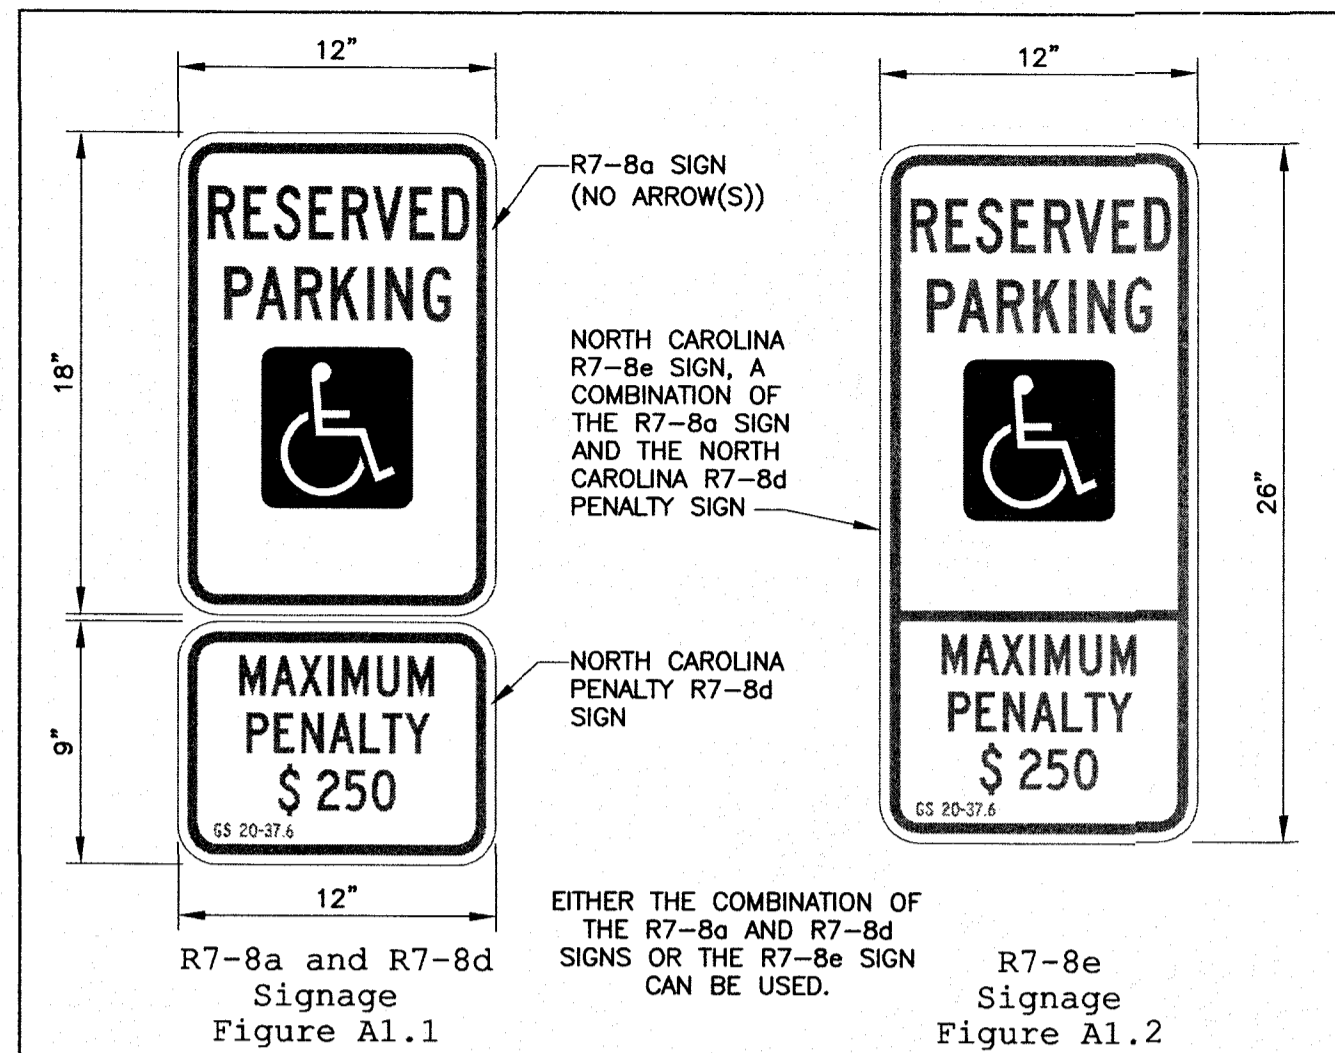 12"
18"
RESERVED
PARKING
R7-8a SIGN
(NO ARROW(S))
9"
MAXIMUM
PENALTY
$ 250
GS 20-37.6
NORTH CAROLINA
PENALTY R7-8d
SIGN
12"
R7-8a and R7-8d
Signage
Figure A1.1
NORTH CAROLINA
R7-8e SIGN, A
COMBINATION OF
THE R7-8a SIGN
AND THE NORTH
CAROLINA R7-8d
PENALTY SIGN
EITHER THE COMBINATION OF
THE R7-8a AND R7-8d
SIGNS OR THE R7-8e SIGN
CAN BE USED.
12"
RESERVED
PARKING
26"
MAXIMUM
PENALTY
$ 250
GS 20-37.6
R7-8e
Signage
Figure A1.2